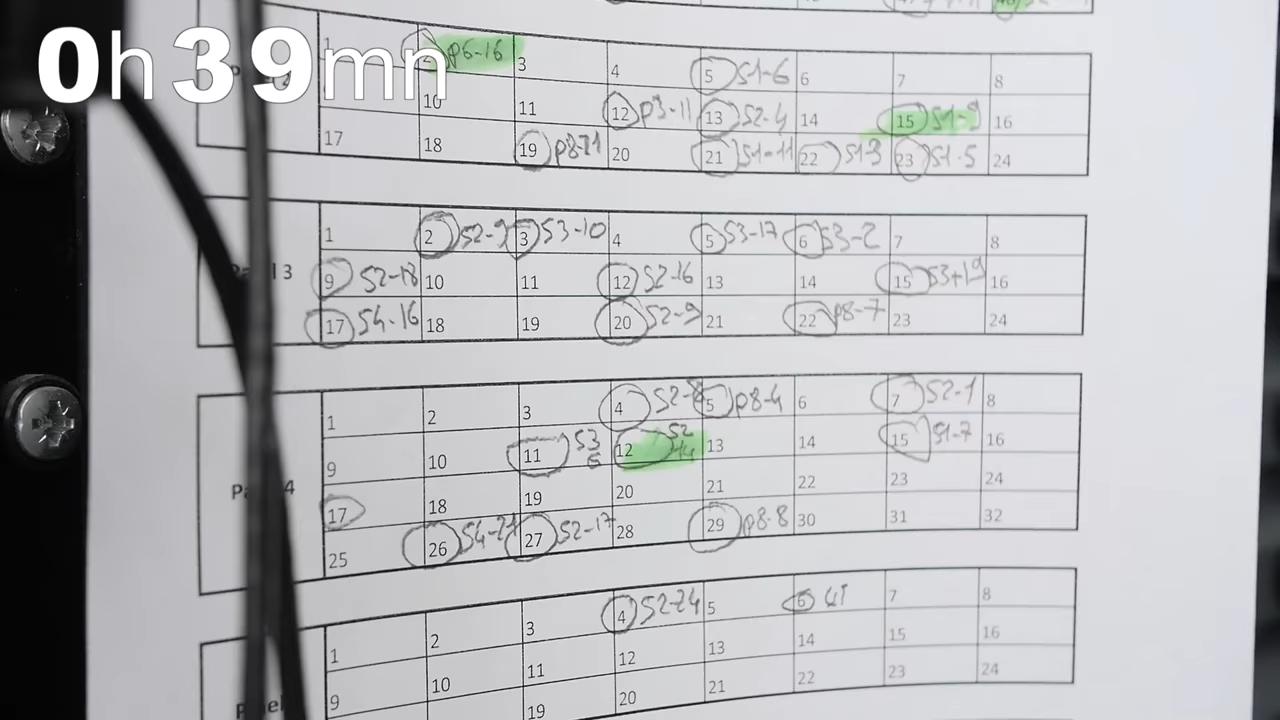 0h39mn
1 2 p6-16 3 4 5 S1-6 6 7 8
10 11 12 p3-11 13 S2-4 14 15 S1-9 16
17 18 19 p8-21 20 21 S1-11 22 S1-3 23 S1-5 24
1 2 S2-9 3 S3-10 4 5 S3-17 6 S3-2 7 8
9 S2-18 10 11 12 S2-16 13 14 15 S3+19 16
17 S4-16 18 19 20 S2-9 21 22 p8-7 23 24
1 2 3 4 S2-8 5 p8-4 6 7 S2-1 8
9 10 11 S3 6 12 S2 14 13 14 15 S1-7 16
17 18 19 20 21 22 23 24
25 26 S4-21 27 S2-17 28 29 p8-8 30 31 32
1 2 3 4 S2-24 5 6 7 8
9 10 11 12 13 14 15 16
19 20 21 22 23 24